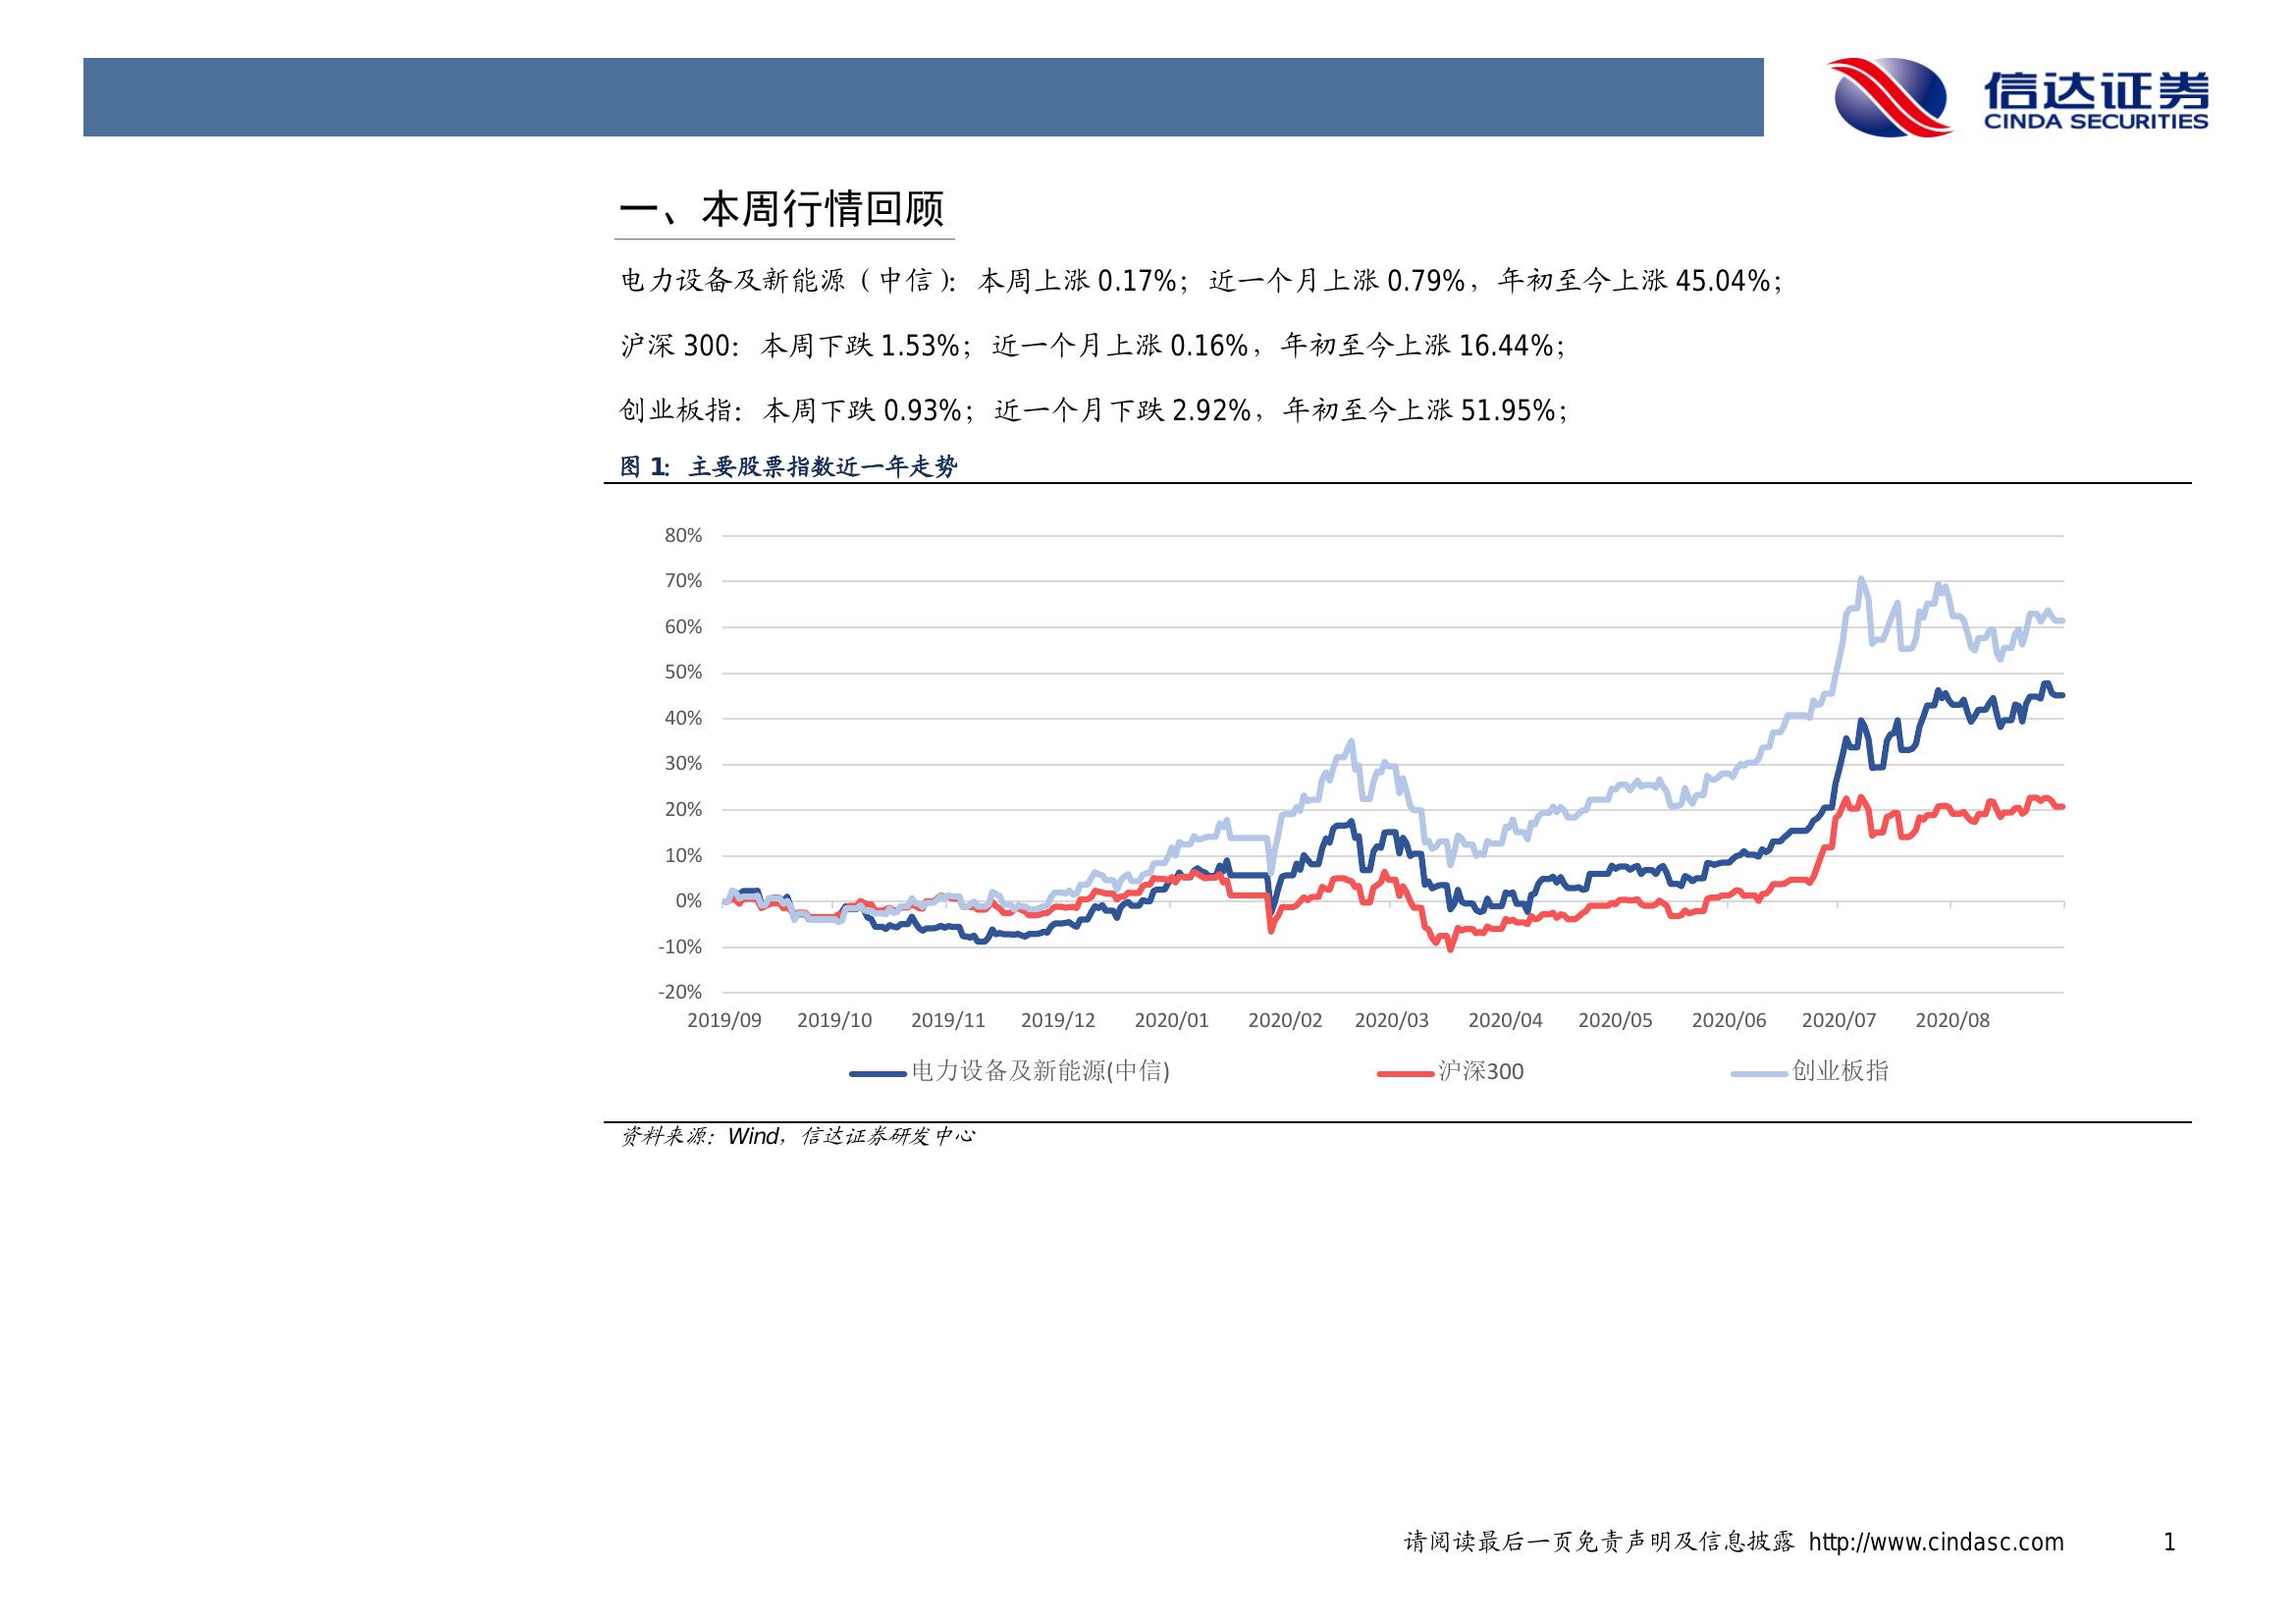 信达证券
CINDA SECURITIES
一、本周行情回顾
电力设备及新能源（中信）：本周上涨 0.17%；近一个月上涨 0.79%，年初至今上涨 45.04%；
沪深 300：本周下跌 1.53%；近一个月上涨 0.16%，年初至今上涨 16.44%；
创业板指：本周下跌 0.93%；近一个月下跌 2.92%，年初至今上涨 51.95%；
图 1：主要股票指数近一年走势
80%
70%
60%
50%
40%
30%
20%
10%
0%
-10%
-20%
2019/09 2019/10 2019/11 2019/12 2020/01 2020/02 2020/03 2020/04 2020/05 2020/06 2020/07 2020/08
电力设备及新能源(中信) 沪深300 创业板指
资料来源：Wind，信达证券研发中心
请阅读最后一页免责声明及信息披露 http://www.cindasc.com 1